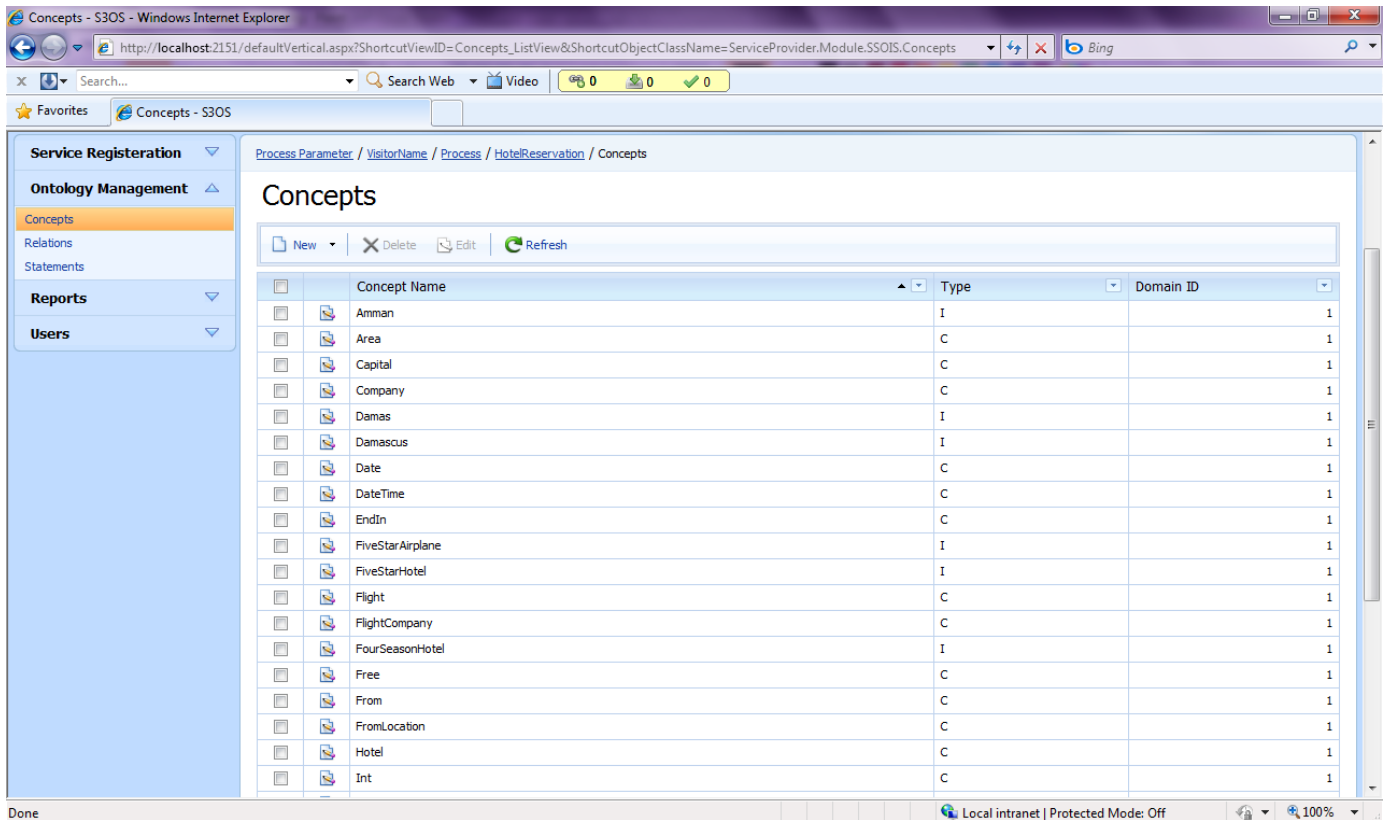 Concepts - S3OS - Windows Internet Explorer
http://localhost:2151/defaultVertical.aspx?ShortcutViewID=Concepts_ListView&ShortcutObjectClassName=ServiceProvider.Module.SSOIS.Concepts Bing
Search... Search Web Video 0 0 0
Favorites Concepts - S3OS
Service Registeration
Ontology Management
Concepts
Relations
Statements
Reports
Users
Process Parameter / VisitorName / Process / HotelReservation / Concepts
Concepts
New Delete Edit Refresh
Concept Name Type Domain ID
Amman I 1
Area C 1
Capital C 1
Company C 1
Damas I 1
Damascus I 1
Date C 1
DateTime C 1
EndIn C 1
FiveStarAirplane I 1
FiveStarHotel I 1
Flight C 1
FlightCompany C 1
FourSeasonHotel I 1
Free C 1
From C 1
FromLocation C 1
Hotel C 1
Int C 1
Done Local intranet | Protected Mode: Off 100%